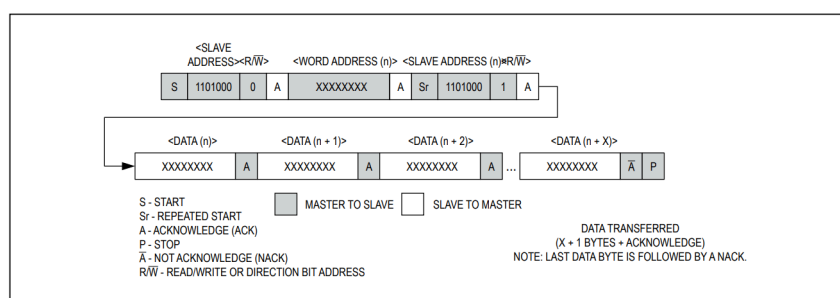 <SLAVE
ADDRESS><R/W̅> <WORD ADDRESS (n)> <SLAVE ADDRESS (n)><R/W̅>
S 1101000 0 A XXXXXXXX A Sr 1101000 1 A
<DATA (n)> <DATA (n + 1)> <DATA (n + 2)> <DATA (n + X)>
XXXXXXXX A XXXXXXXX A XXXXXXXX A ... XXXXXXXX A̅ P
S - START
Sr - REPEATED START
A - ACKNOWLEDGE (ACK)
P - STOP
A̅ - NOT ACKNOWLEDGE (NACK)
R/W̅ - READ/WRITE OR DIRECTION BIT ADDRESS
MASTER TO SLAVE SLAVE TO MASTER
DATA TRANSFERRED
(X + 1 BYTES + ACKNOWLEDGE)
NOTE: LAST DATA BYTE IS FOLLOWED BY A NACK.